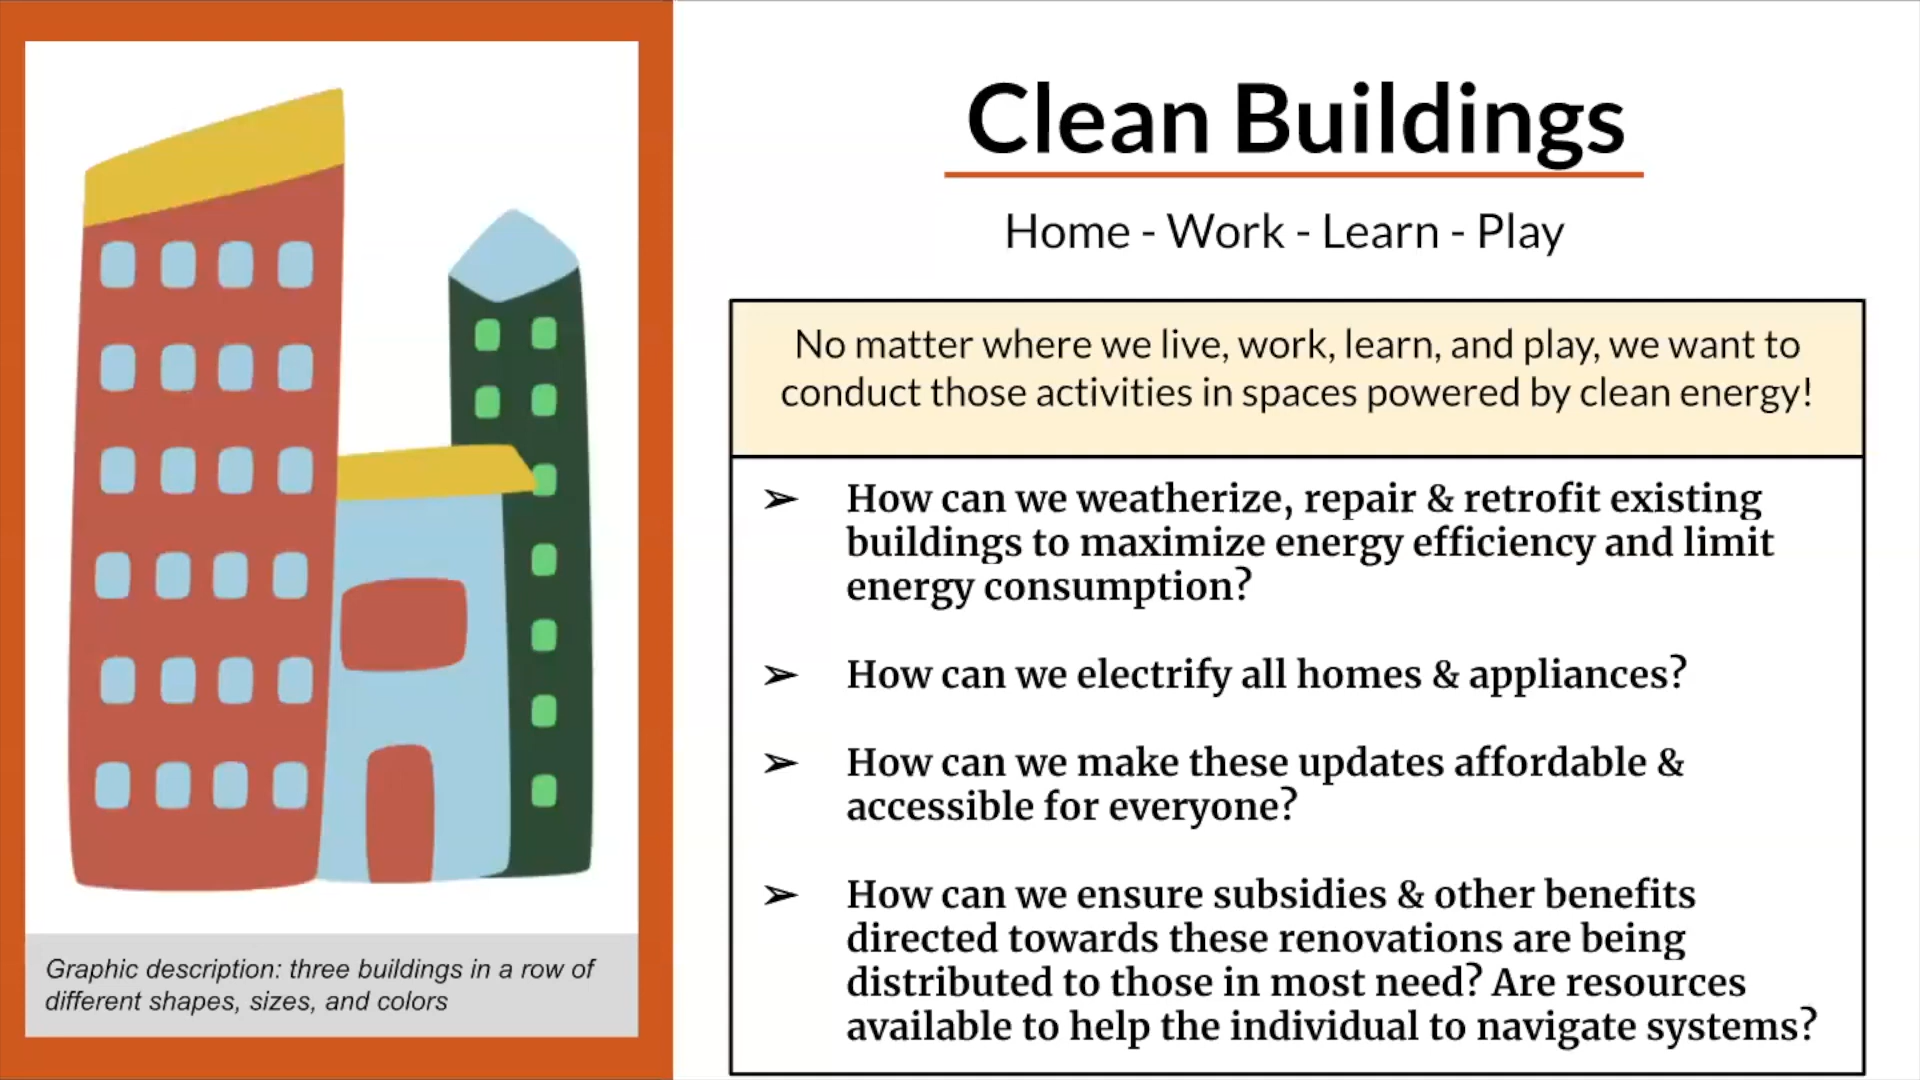 Clean Buildings
Home - Work - Learn - Play
No matter where we live, work, learn, and play, we want to
conduct those activities in spaces powered by clean energy!
➢ How can we weatherize, repair & retrofit existing
buildings to maximize energy efficiency and limit
energy consumption?
➢ How can we electrify all homes & appliances?
➢ How can we make these updates affordable &
accessible for everyone?
➢ How can we ensure subsidies & other benefits
directed towards these renovations are being
distributed to those in most need? Are resources
available to help the individual to navigate systems?
Graphic description: three buildings in a row of
different shapes, sizes, and colors